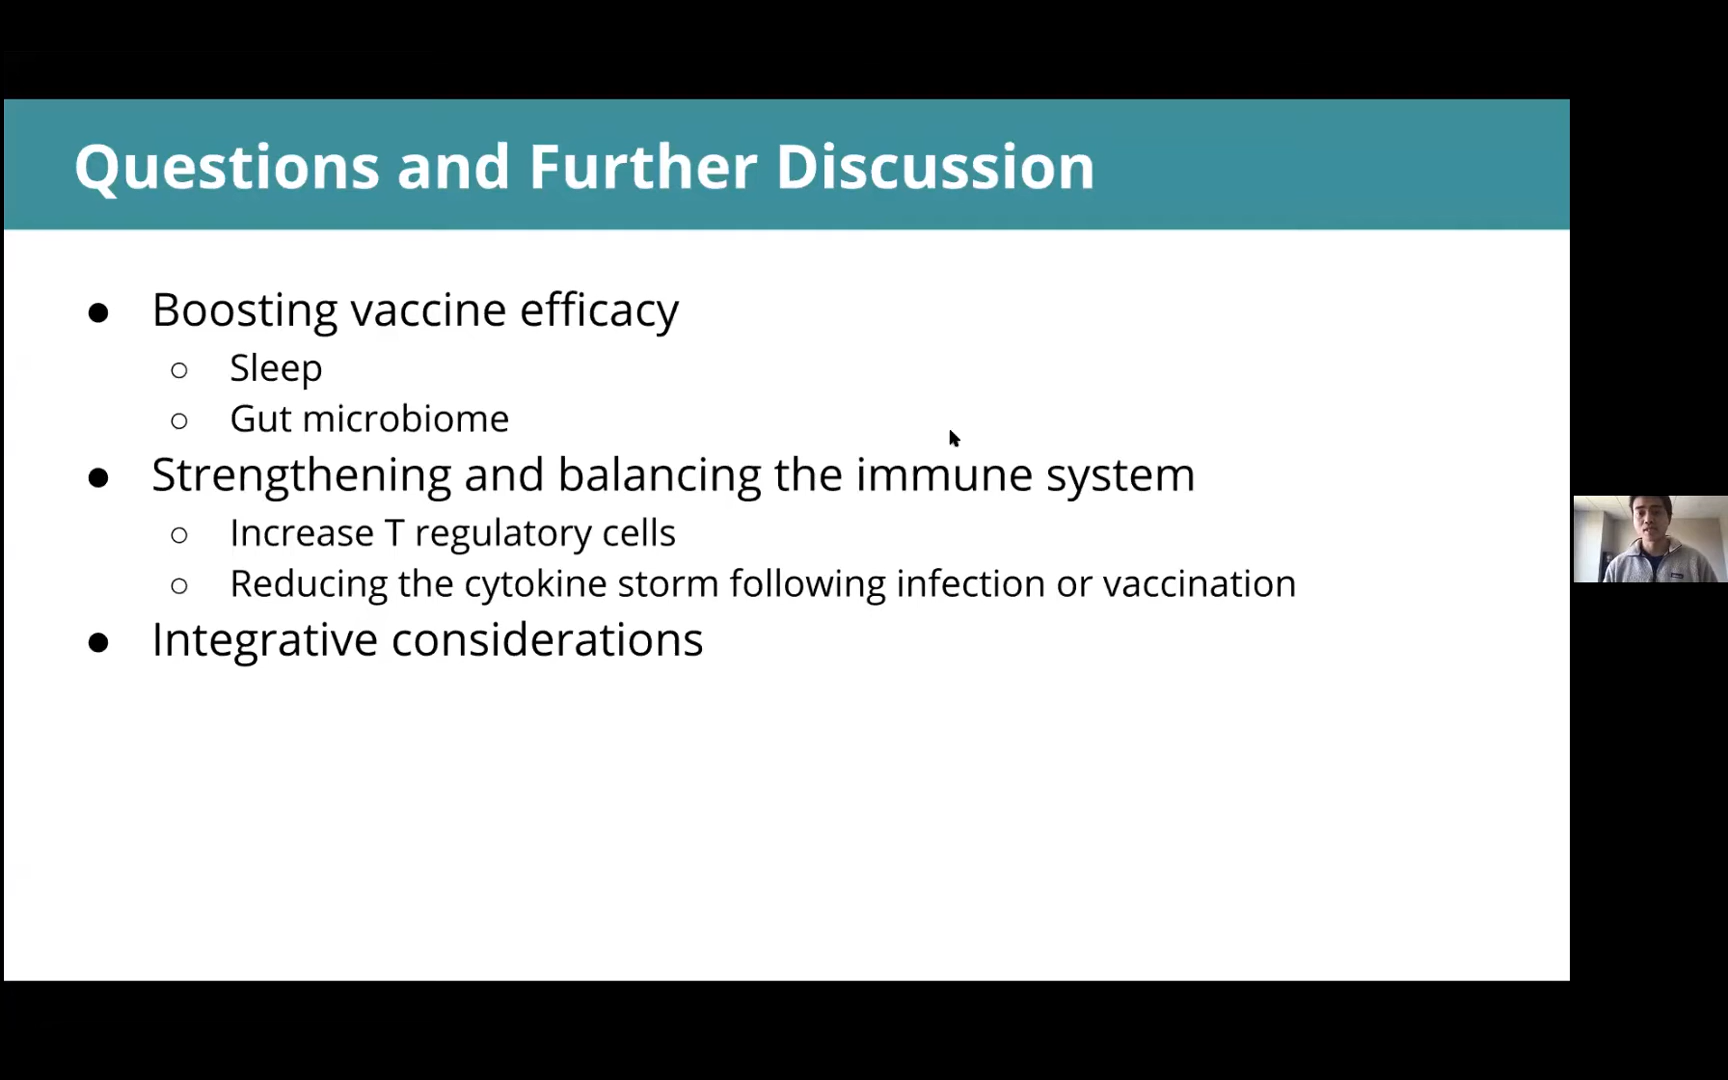 Questions and Further Discussion
● Boosting vaccine efficacy
○ Sleep
○ Gut microbiome
● Strengthening and balancing the immune system
○ Increase T regulatory cells
○ Reducing the cytokine storm following infection or vaccination
● Integrative considerations